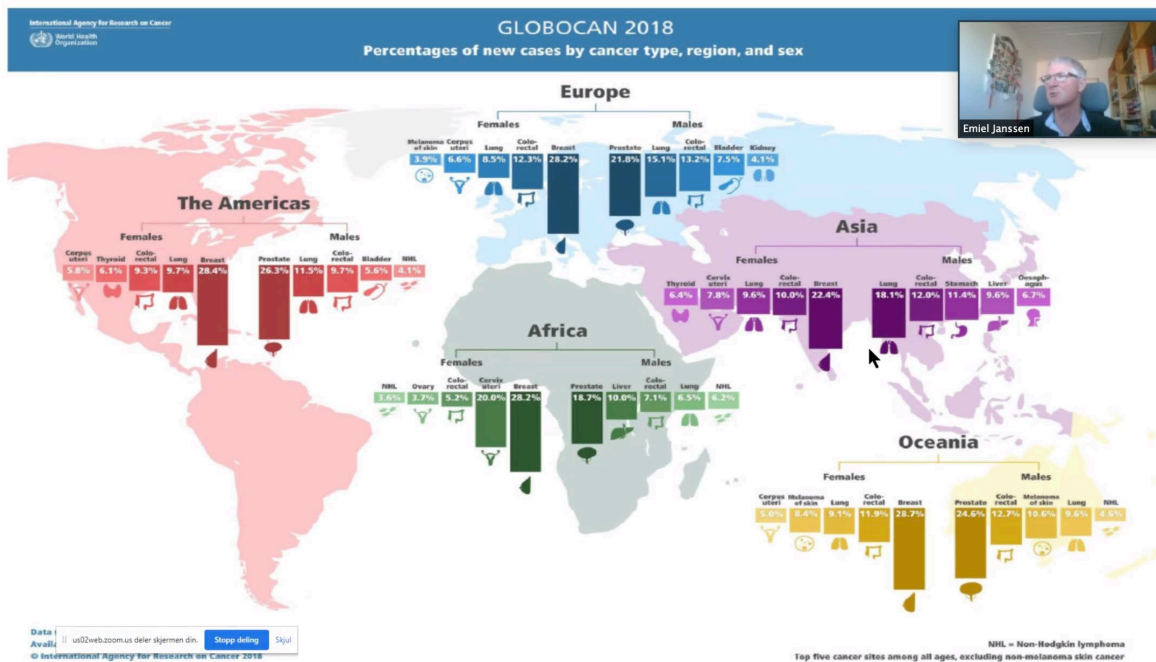 International Agency for Research on Cancer
World Health
Organization
GLOBOCAN 2018
Percentages of new cases by cancer type, region, and sex
Emiel Janssen
Europe
Females
Males
Melanoma of skin
Corpus uteri
Lung
Colo-rectal
Breast
Prostate
Lung
Colo-rectal
Bladder
Kidney
3.9% 6.6% 8.5% 12.3% 28.2% 21.8% 15.1% 13.2% 7.5% 4.1%
The Americas
Females
Males
Corpus uteri
Thyroid
Colo-rectal
Lung
Breast
Prostate
Lung
Colo-rectal
Bladder
NHL
5.8% 6.1% 9.3% 9.7% 28.4% 26.3% 11.5% 9.7% 5.6% 4.1%
Asia
Females
Males
Thyroid
Cervix uteri
Lung
Colo-rectal
Breast
Lung
Colo-rectal
Stomach
Liver
Oesoph-agus
6.4% 7.8% 9.6% 10.0% 22.4% 18.1% 12.0% 11.4% 9.6% 6.7%
Africa
Females
Males
NHL
Ovary
Colo-rectal
Cervix uteri
Breast
Prostate
Liver
Colo-rectal
Lung
NHL
3.6% 3.7% 5.2% 20.0% 28.2% 18.7% 10.0% 7.1% 6.5% 6.2%
Oceania
Females
Males
Corpus uteri
Melanoma of skin
Lung
Colo-rectal
Breast
Prostate
Colo-rectal
Melanoma of skin
Lung
NHL
5.0% 8.4% 9.1% 11.9% 28.7% 24.6% 12.7% 10.6% 9.6% 4.6%
Data
us02web.zoom.us deler skjermen din. Stopp deling Skjul
© International Agency for Research on Cancer 2018
NHL = Non-Hodgkin lymphoma
Top five cancer sites among all ages, excluding non-melanoma skin cancer